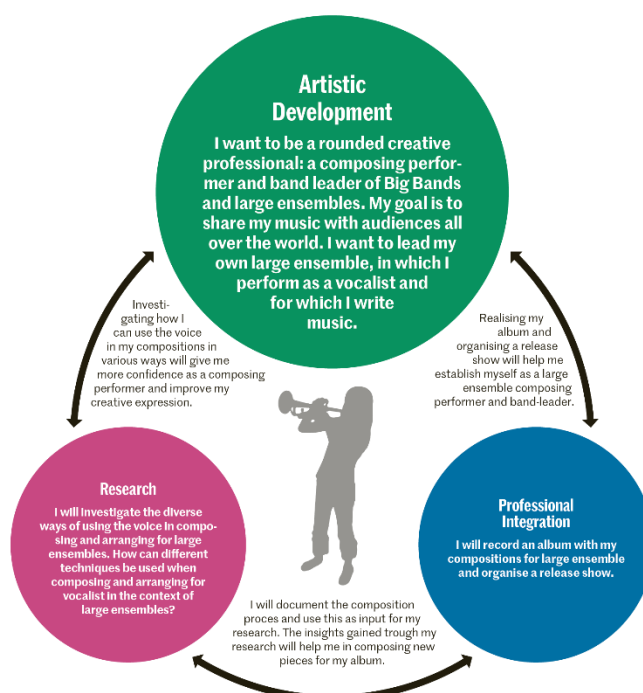 Artistic
Development
I want to be a rounded creative
professional: a composing perfor-
mer and band leader of Big Bands
and large ensembles. My goal is to
share my music with audiences all
over the world. I want to lead my
own large ensemble, in which I
perform as a vocalist and
for which I write
music.
Investi-
gating how I
can use the voice
in my compositions in
various ways will give me
more confidence as a composing
performer and improve my
creative expression.
Realising my
album and
organising a release
show will help me
establish myself as a large
ensemble composing
performer and band-leader.
Research
I will investigate the diverse
ways of using the voice in compo-
sing and arranging for large
ensembles. How can different
techniques be used when
composing and arranging for
vocalist in the context of
large ensembles?
Professional
Integration
I will record an album with my
compositions for large ensemble
and organise a release show.
I will document the composition
proces and use this as input for my
research. The insights gained trough my
research will help me in composing new
pieces for my album.